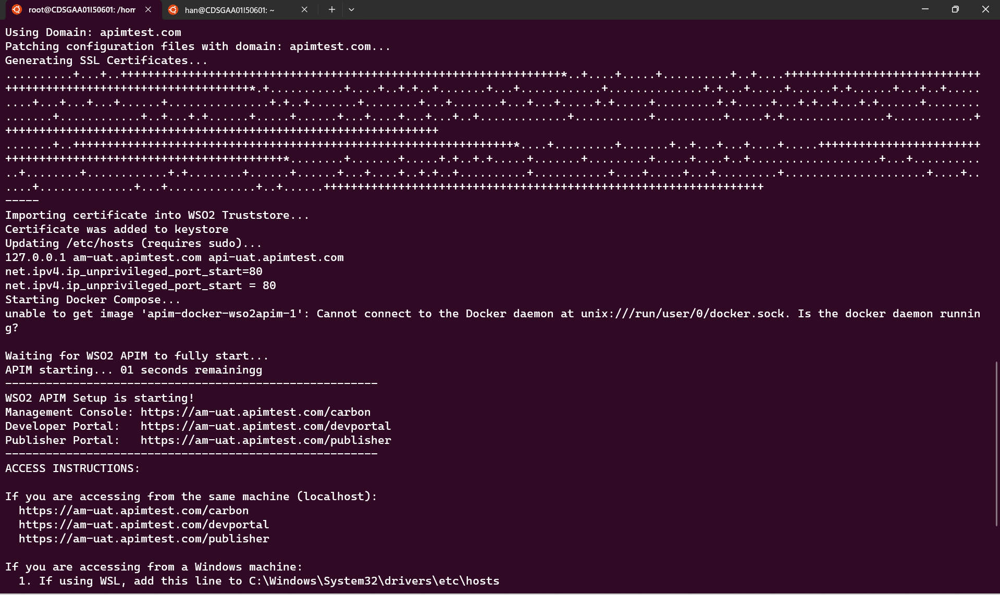 root@CDSGAA01I50601: /hom
han@CDSGAA01I50601: ~
Using Domain: apimtest.com
Patching configuration files with domain: apimtest.com...
Generating SSL Certificates...
-----
Importing certificate into WSO2 Truststore...
Certificate was added to keystore
Updating /etc/hosts (requires sudo)...
127.0.0.1 am-uat.apimtest.com api-uat.apimtest.com
net.ipv4.ip_unprivileged_port_start=80
net.ipv4.ip_unprivileged_port_start = 80
Starting Docker Compose...
unable to get image 'apim-docker-wso2apim-1': Cannot connect to the Docker daemon at unix:///run/user/0/docker.sock. Is the docker daemon runnin
g?
Waiting for WSO2 APIM to fully start...
APIM starting... 01 seconds remainingg
-------------------------------------------------------
WSO2 APIM Setup is starting!
Management Console: https://am-uat.apimtest.com/carbon
Developer Portal:   https://am-uat.apimtest.com/devportal
Publisher Portal:   https://am-uat.apimtest.com/publisher
-------------------------------------------------------
ACCESS INSTRUCTIONS:
If you are accessing from the same machine (localhost):
  https://am-uat.apimtest.com/carbon
  https://am-uat.apimtest.com/devportal
  https://am-uat.apimtest.com/publisher
If you are accessing from a Windows machine:
  1. If using WSL, add this line to C:\Windows\System32\drivers\etc\hosts